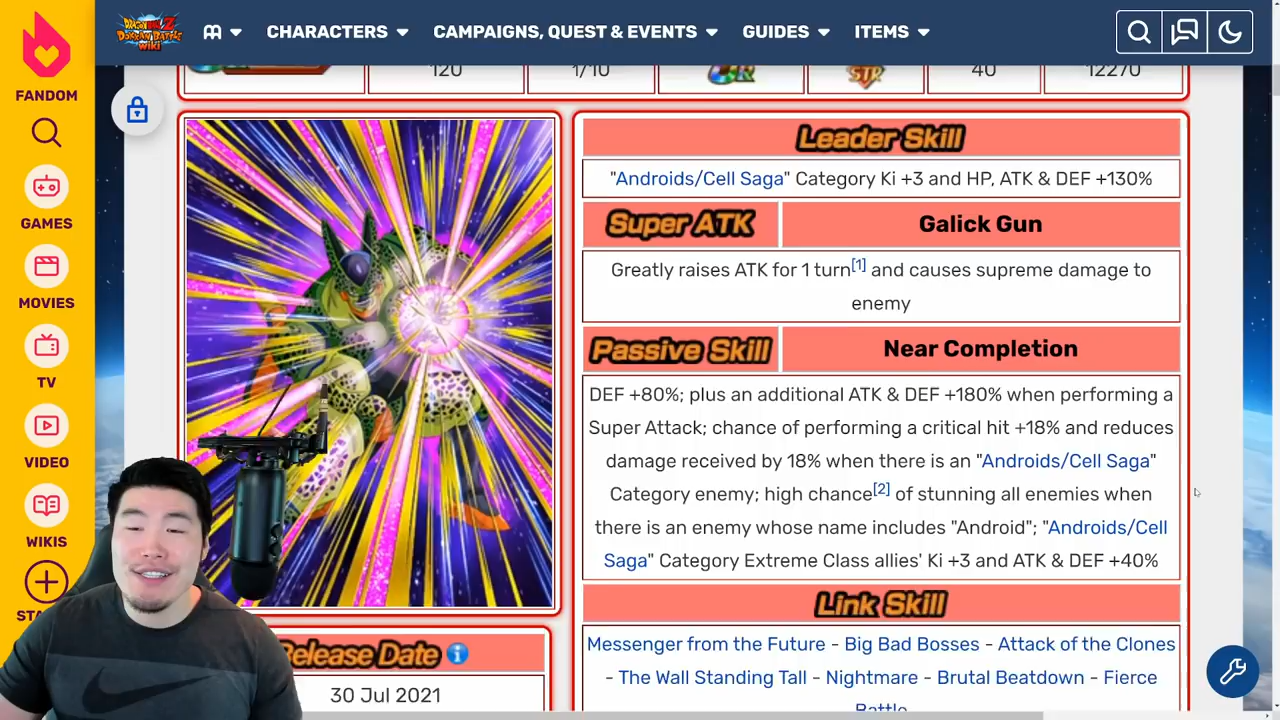 FANDOM
GAMES
MOVIES
TV
VIDEO
WIKIS
DRAGON BALL Z
DOKKAN BATTLE
WIKI
CHARACTERS
CAMPAIGNS, QUEST & EVENTS
GUIDES
ITEMS
120
1/10
STR
40
12270
Leader Skill
"Androids/Cell Saga" Category Ki +3 and HP, ATK & DEF +130%
Super ATK
Galick Gun
Greatly raises ATK for 1 turn[1] and causes supreme damage to
enemy
Passive Skill
Near Completion
DEF +80%; plus an additional ATK & DEF +180% when performing a
Super Attack; chance of performing a critical hit +18% and reduces
damage received by 18% when there is an "Androids/Cell Saga"
Category enemy; high chance[2] of stunning all enemies when
there is an enemy whose name includes "Android"; "Androids/Cell
Saga" Category Extreme Class allies' Ki +3 and ATK & DEF +40%
Link Skill
Messenger from the Future - Big Bad Bosses - Attack of the Clones
- The Wall Standing Tall - Nightmare - Brutal Beatdown - Fierce
Battle
Release Date
30 Jul 2021